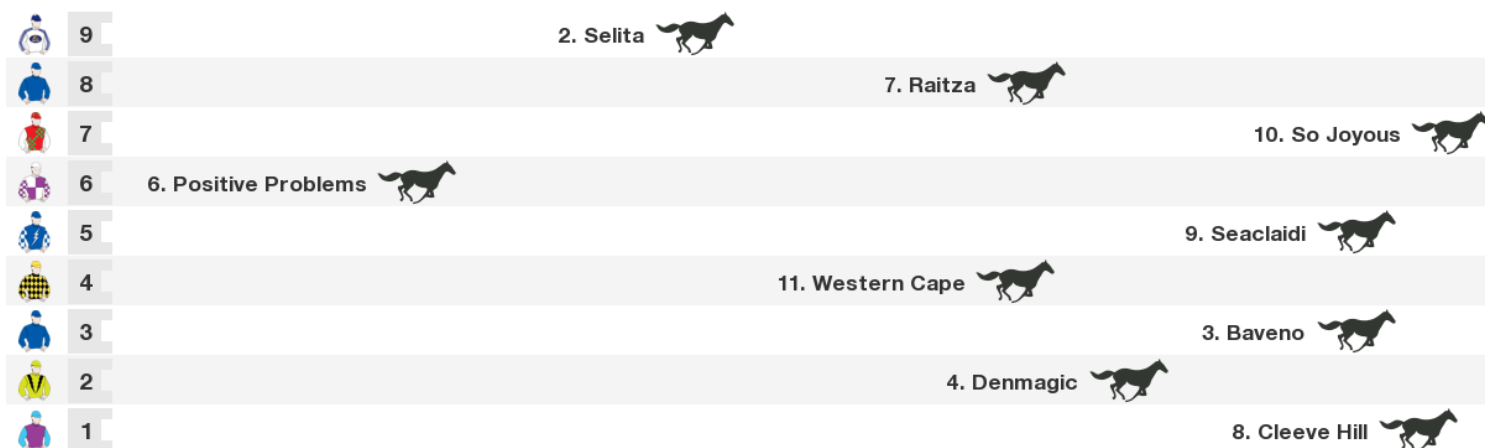 9 2. Selita
8 7. Raitza
7 10. So Joyous
6 6. Positive Problems
5 9. Seaclaidi
4 11. Western Cape
3 3. Baveno
2 4. Denmagic
1 8. Cleeve Hill